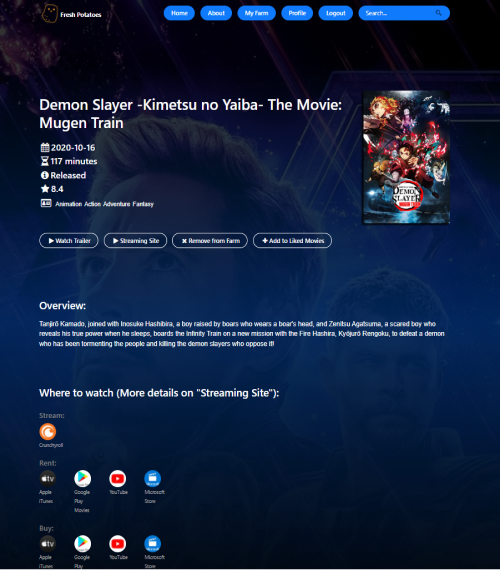 Fresh Potatoes
Home
About
My Farm
Profile
Logout
Search...
Demon Slayer -Kimetsu no Yaiba- The Movie:
Mugen Train
2020-10-16
117 minutes
Released
8.4
Animation Action Adventure Fantasy
DEMON
SLAYER
MUGEN TRAIN
Watch Trailer
Streaming Site
Remove from Farm
Add to Liked Movies
Overview:
Tanjirō Kamado, joined with Inosuke Hashibira, a boy raised by boars who wears a boar's head, and Zenitsu Agatsuma, a scared boy who
reveals his true power when he sleeps, boards the Infinity Train on a new mission with the Fire Hashira, Kyōjurō Rengoku, to defeat a demon
who has been tormenting the people and killing the demon slayers who oppose it!
Where to watch (More details on "Streaming Site"):
Stream:
Crunchyroll
Rent:
tv
Apple
iTunes
Google
Play
Movies
YouTube
Microsoft
Store
Buy:
tv
Apple
iTunes
Google
Play
YouTube
Microsoft
Store